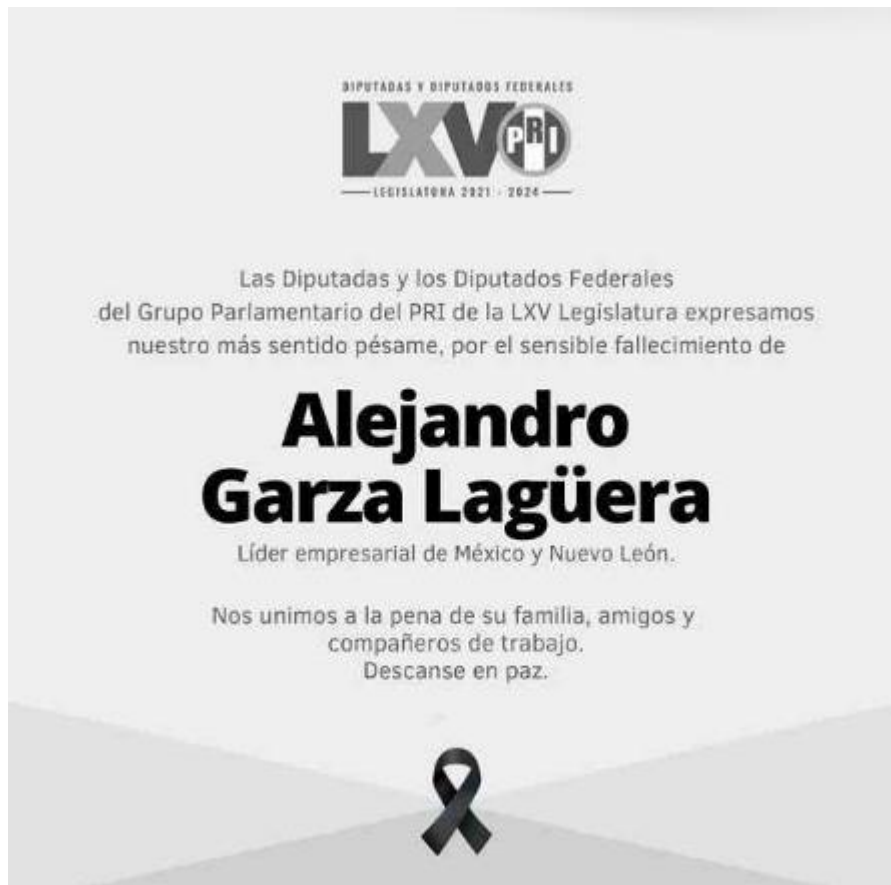 DIPUTADAS Y DIPUTADOS FEDERALES
LXV PRI
LEGISLATURA 2021 - 2024
Las Diputadas y los Diputados Federales
del Grupo Parlamentario del PRI de la LXV Legislatura expresamos
nuestro más sentido pésame, por el sensible fallecimiento de
Alejandro
Garza Lagüera
Líder empresarial de México y Nuevo León.
Nos unimos a la pena de su familia, amigos y
compañeros de trabajo.
Descanse en paz.